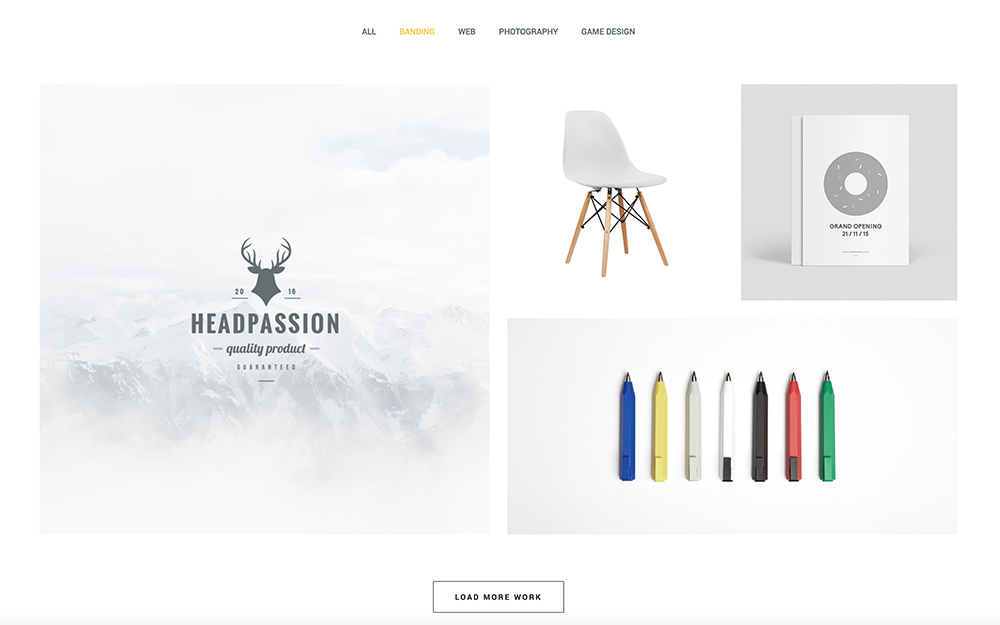 ALL BANDING WEB PHOTOGRAPHY GAME DESIGN
20 16
HEADPASSION
quality product
GUARANTEED
GRAND OPENING
21 / 11 / 15
LOAD MORE WORK